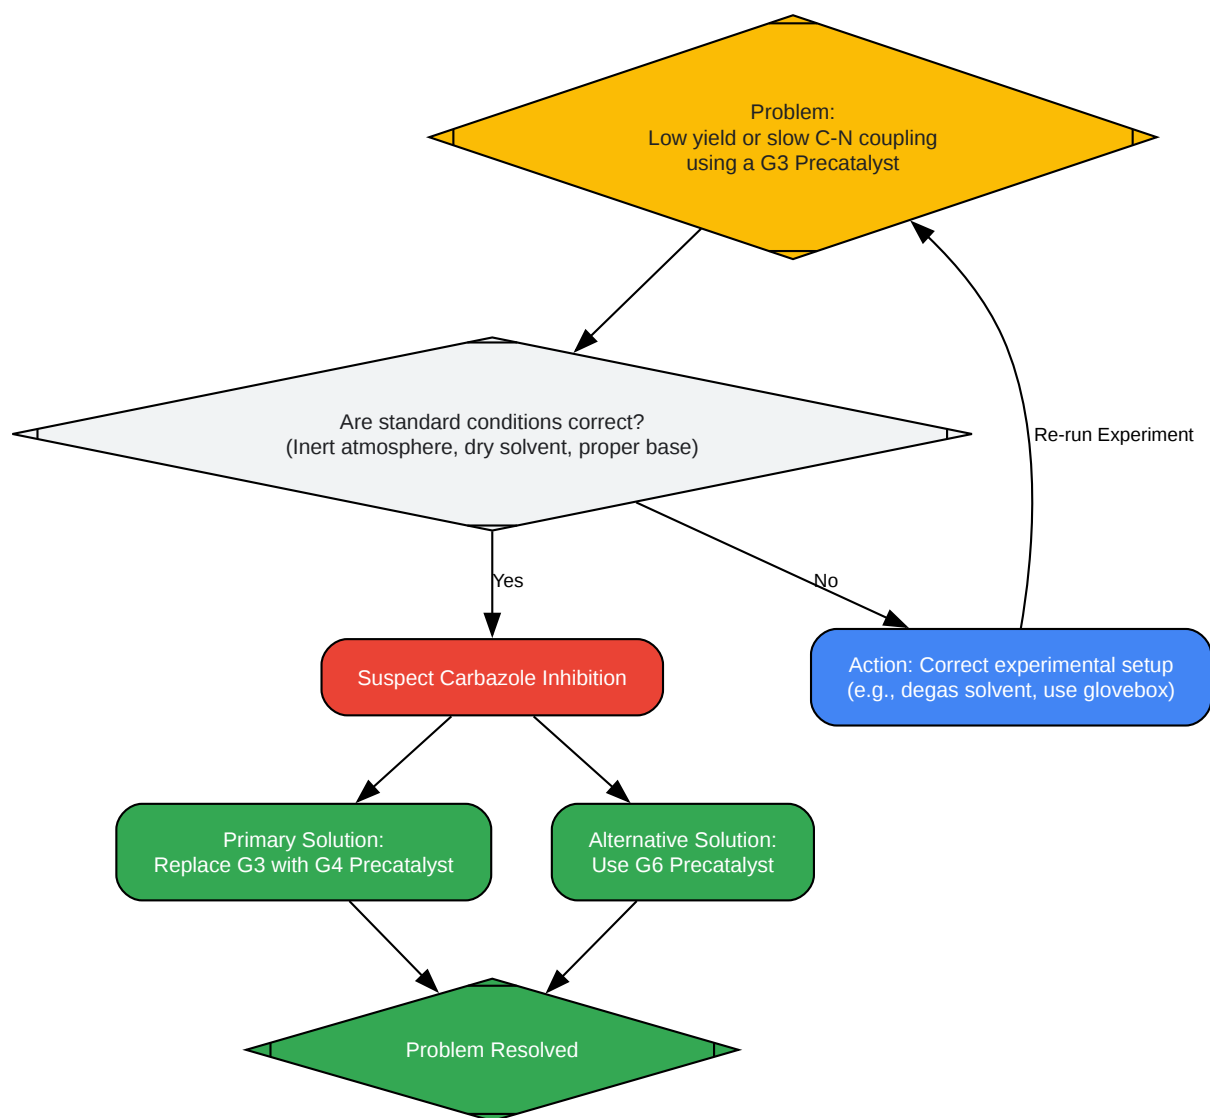 Problem:
Low yield or slow C-N coupling
using a G3 Precatalyst
Are standard conditions correct?
(Inert atmosphere, dry solvent, proper base)
Re-run Experiment
Yes
No
Suspect Carbazole Inhibition
Action: Correct experimental setup
(e.g., degas solvent, use glovebox)
Primary Solution:
Replace G3 with G4 Precatalyst
Alternative Solution:
Use G6 Precatalyst
Problem Resolved